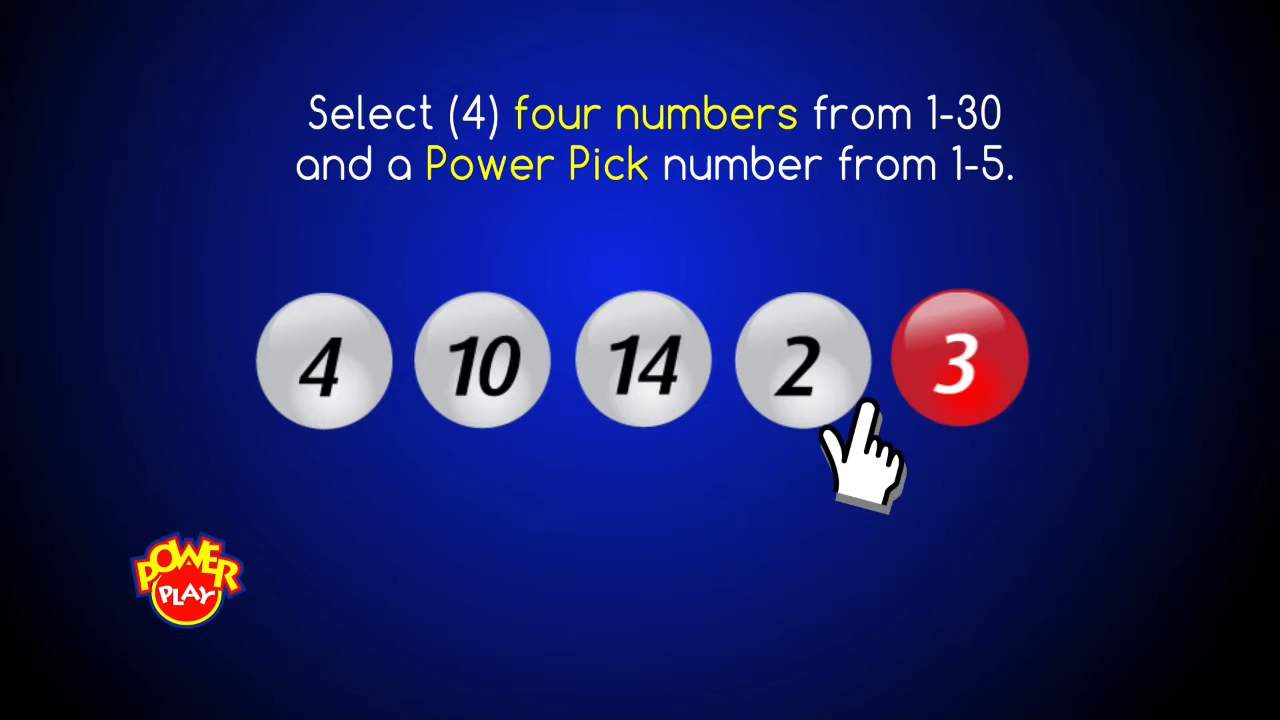 Select (4) four numbers from 1-30
and a Power Pick number from 1-5.
4 10 14 2 3
POWER
PLAY